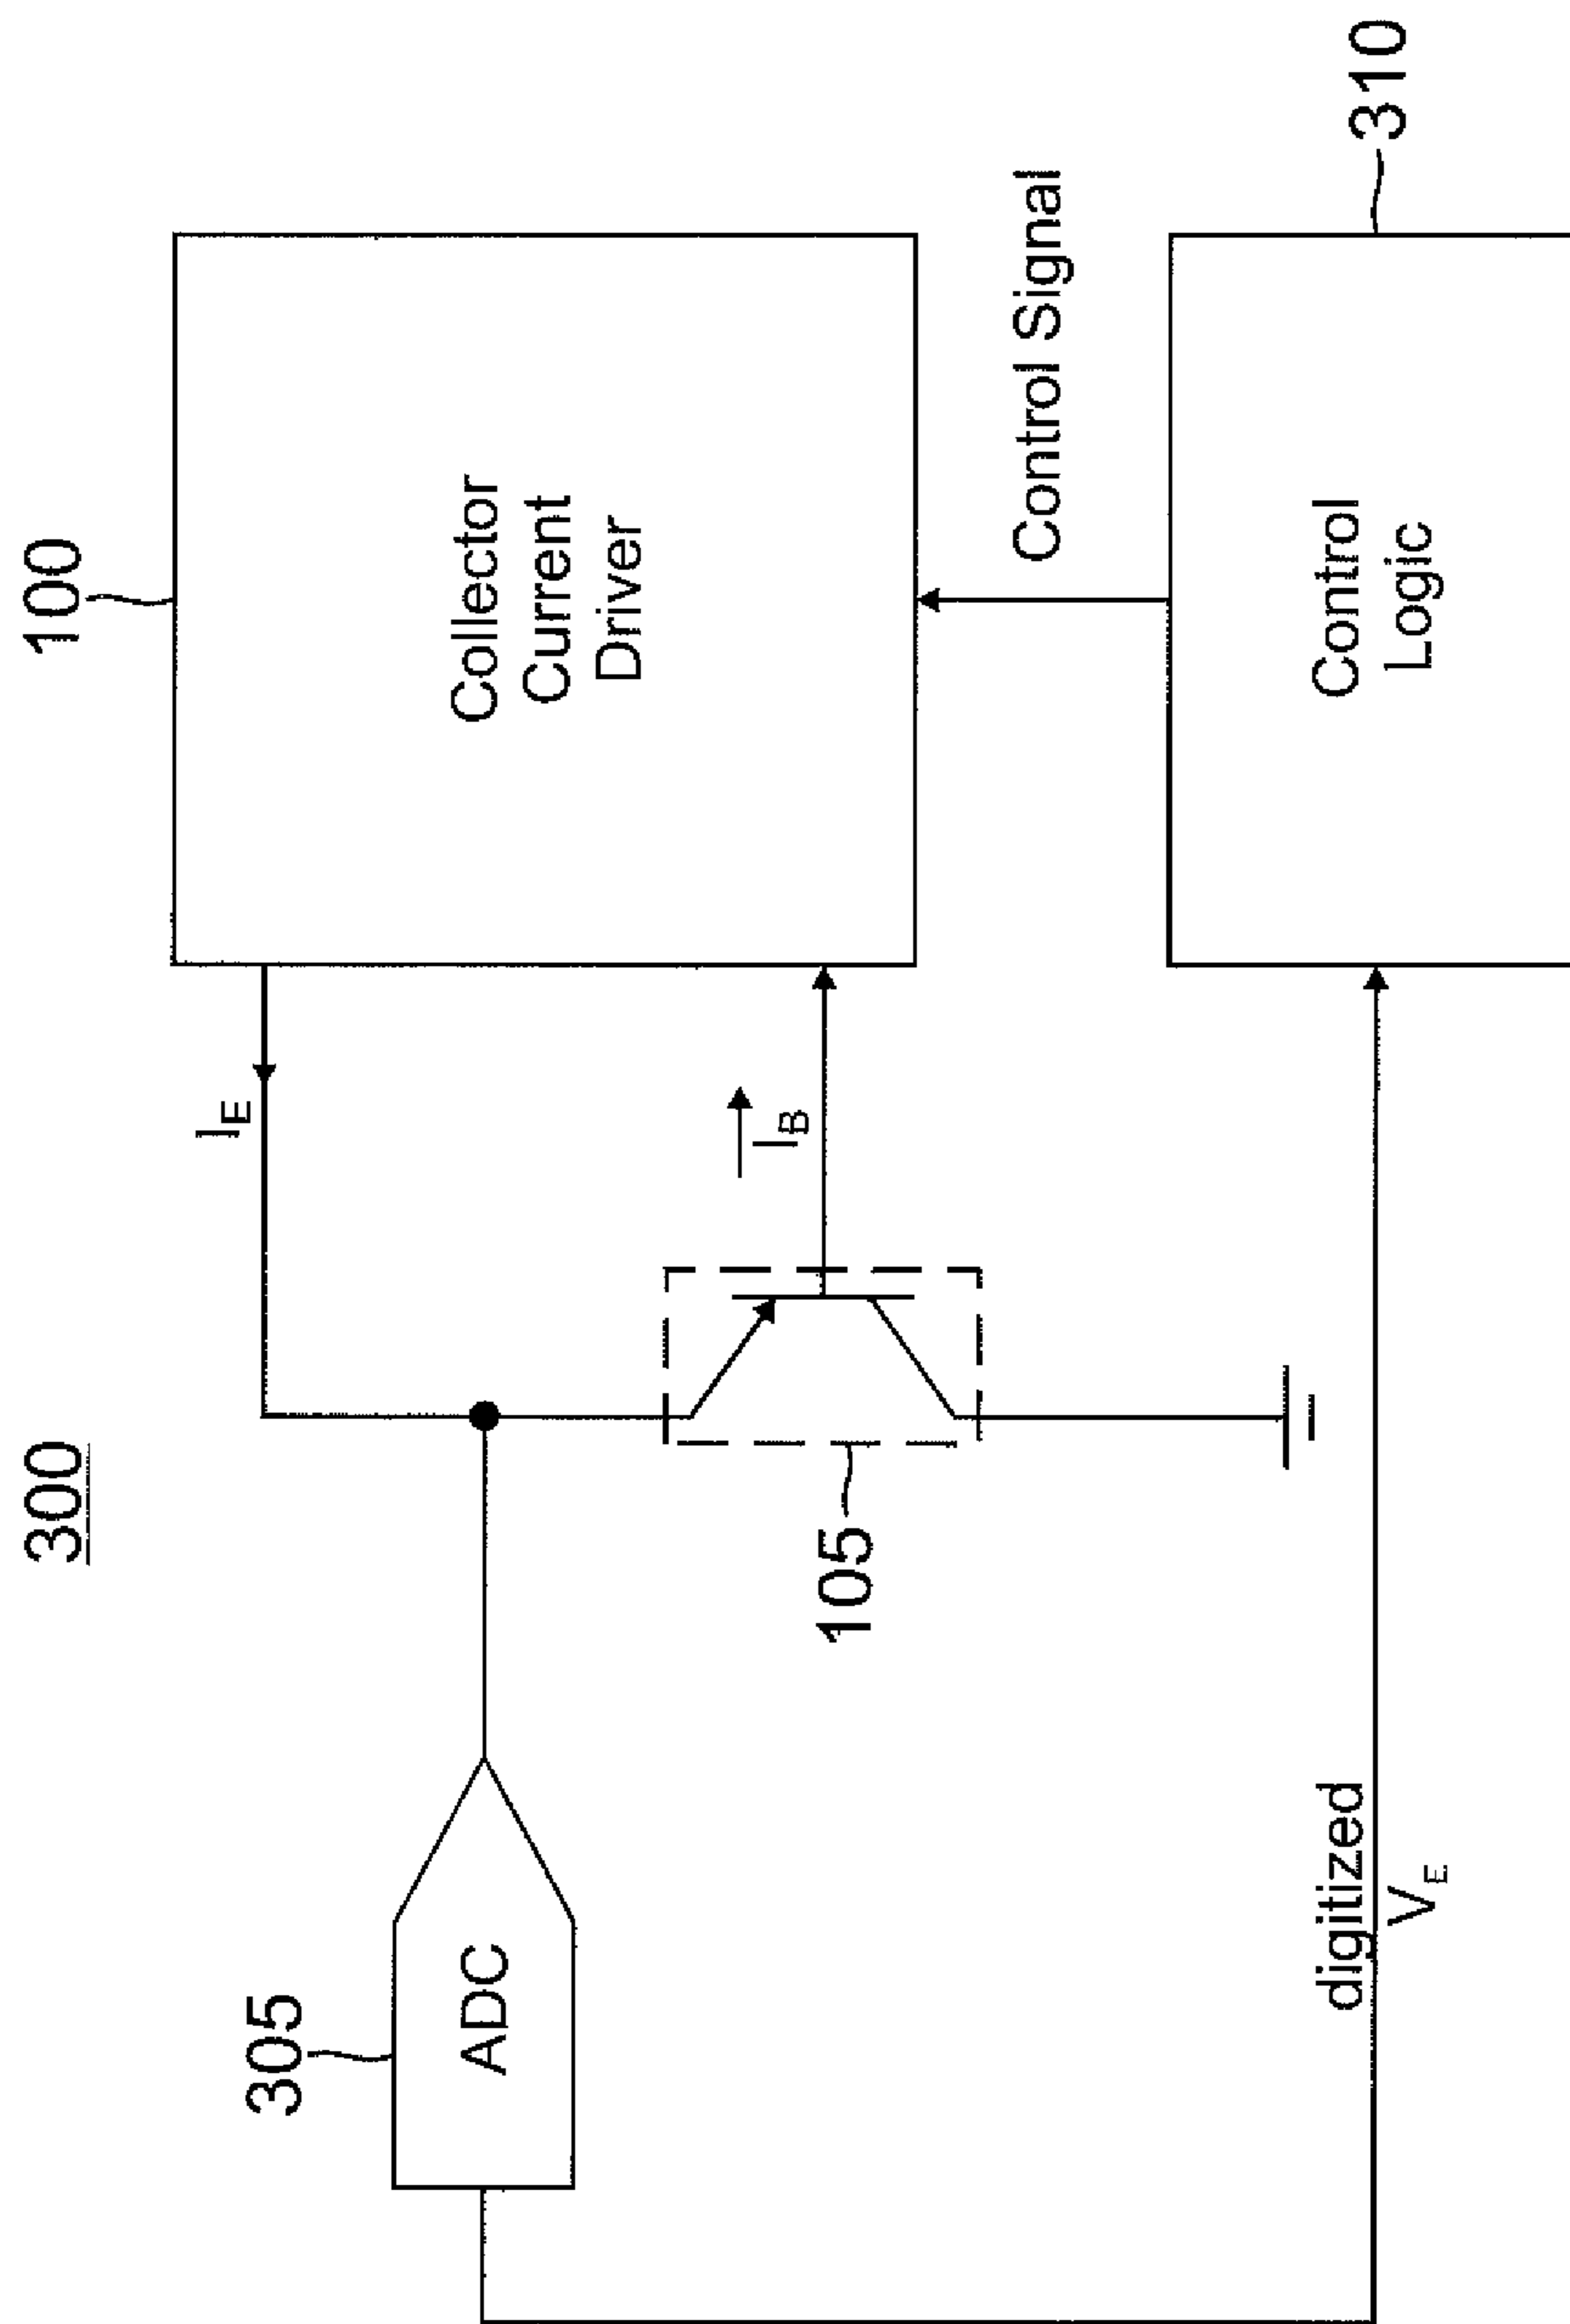 300
100
I_E
Collector
Current
Driver
305
ADC
I_B
105
Control Signal
digitized
V_E
Control
Logic
310